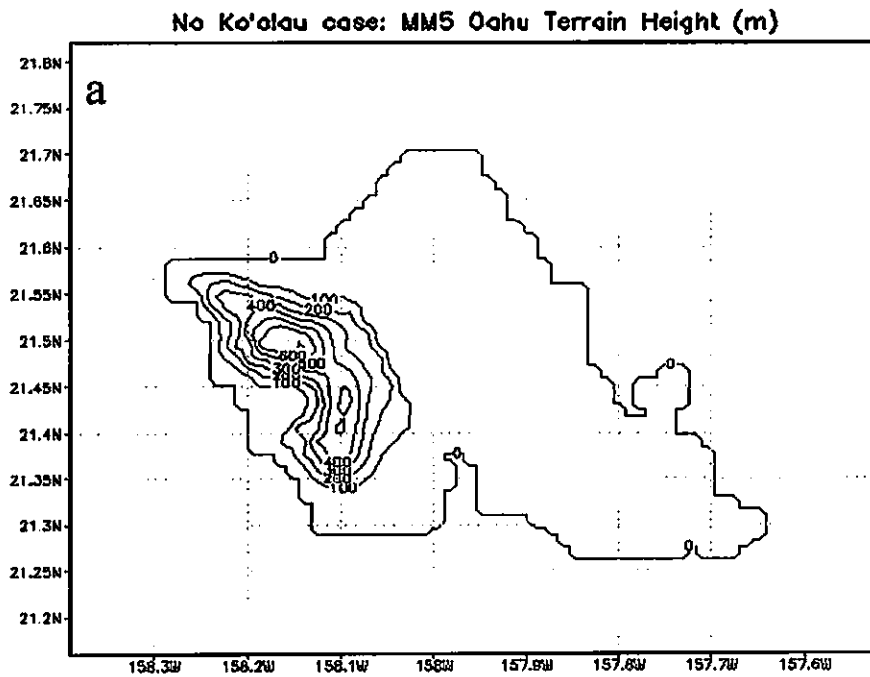 No Ko'olau case: MM5 Oahu Terrain Height (m)
a
21.8N
21.75N
21.7N
21.65N
21.6N
21.55N
21.5N
21.45N
21.4N
21.35N
21.3N
21.25N
21.2N
0
100
200
400
600
400
300
100
0
0
400
200
100
0
158.3W
158.2W
158.1W
158W
157.9W
157.8W
157.7W
157.6W